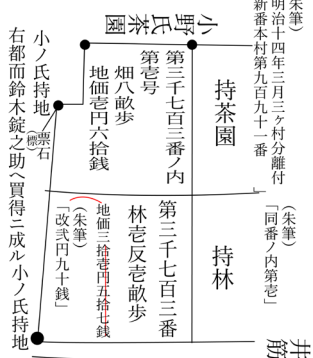 （朱筆）
明治十四年三月三ヶ村分離付
新番本村第九百九十一番
（朱筆）
「同番ノ内第壱」
井筋
持茶園
持林
小野氏茶園
第三千七百三番ノ内
第壱号
畑八畝歩
地価壱円六拾銭
第三千七百三番
林壱反壱畝歩
地価三拾壱円五拾七銭
（朱筆）
「改弐円九十銭」
小ノ氏持地
票石
（標）
右都而鈴木錠之助へ買得ニ成ル 小ノ氏持地